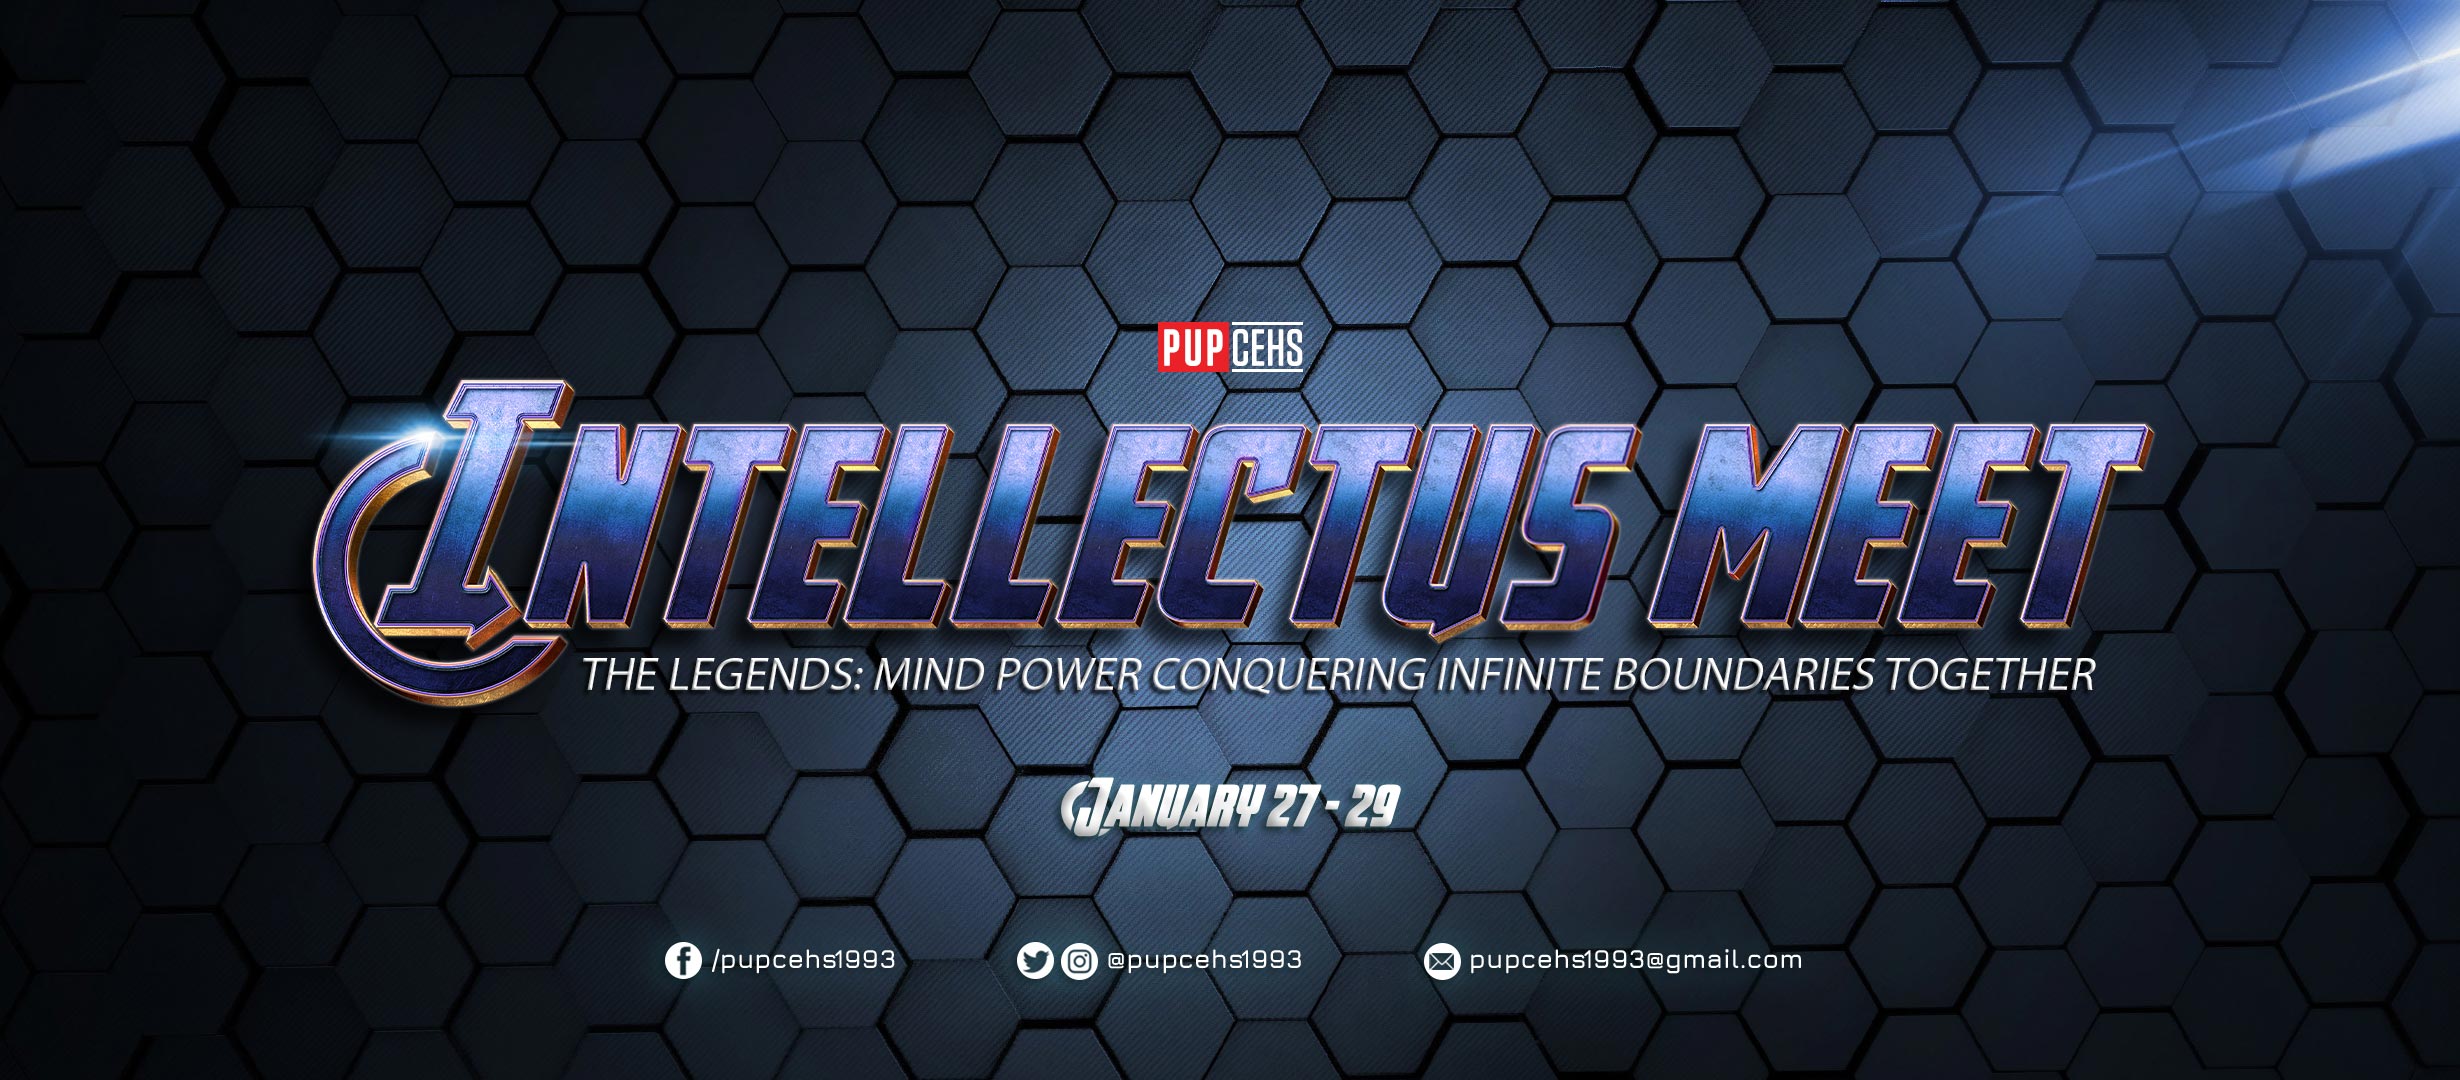 PUP CEHS
INTELLECTUS MEET
THE LEGENDS: MIND POWER CONQUERING INFINITE BOUNDARIES TOGETHER
JANUARY 27 - 29
/pupcehs1993 @pupcehs1993 pupcehs1993@gmail.com